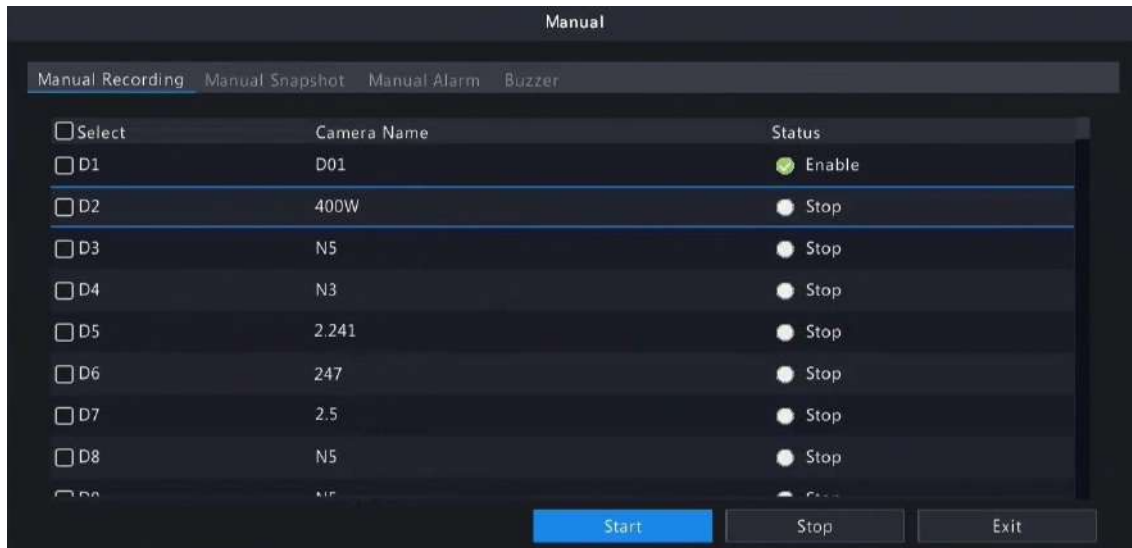 Manual
Manual Recording Manual Snapshot Manual Alarm Buzzer
Select Camera Name Status
D1 D01 Enable
D2 400W Stop
D3 N5 Stop
D4 N3 Stop
D5 2.241 Stop
D6 247 Stop
D7 2.5 Stop
D8 N5 Stop
Start Stop Exit